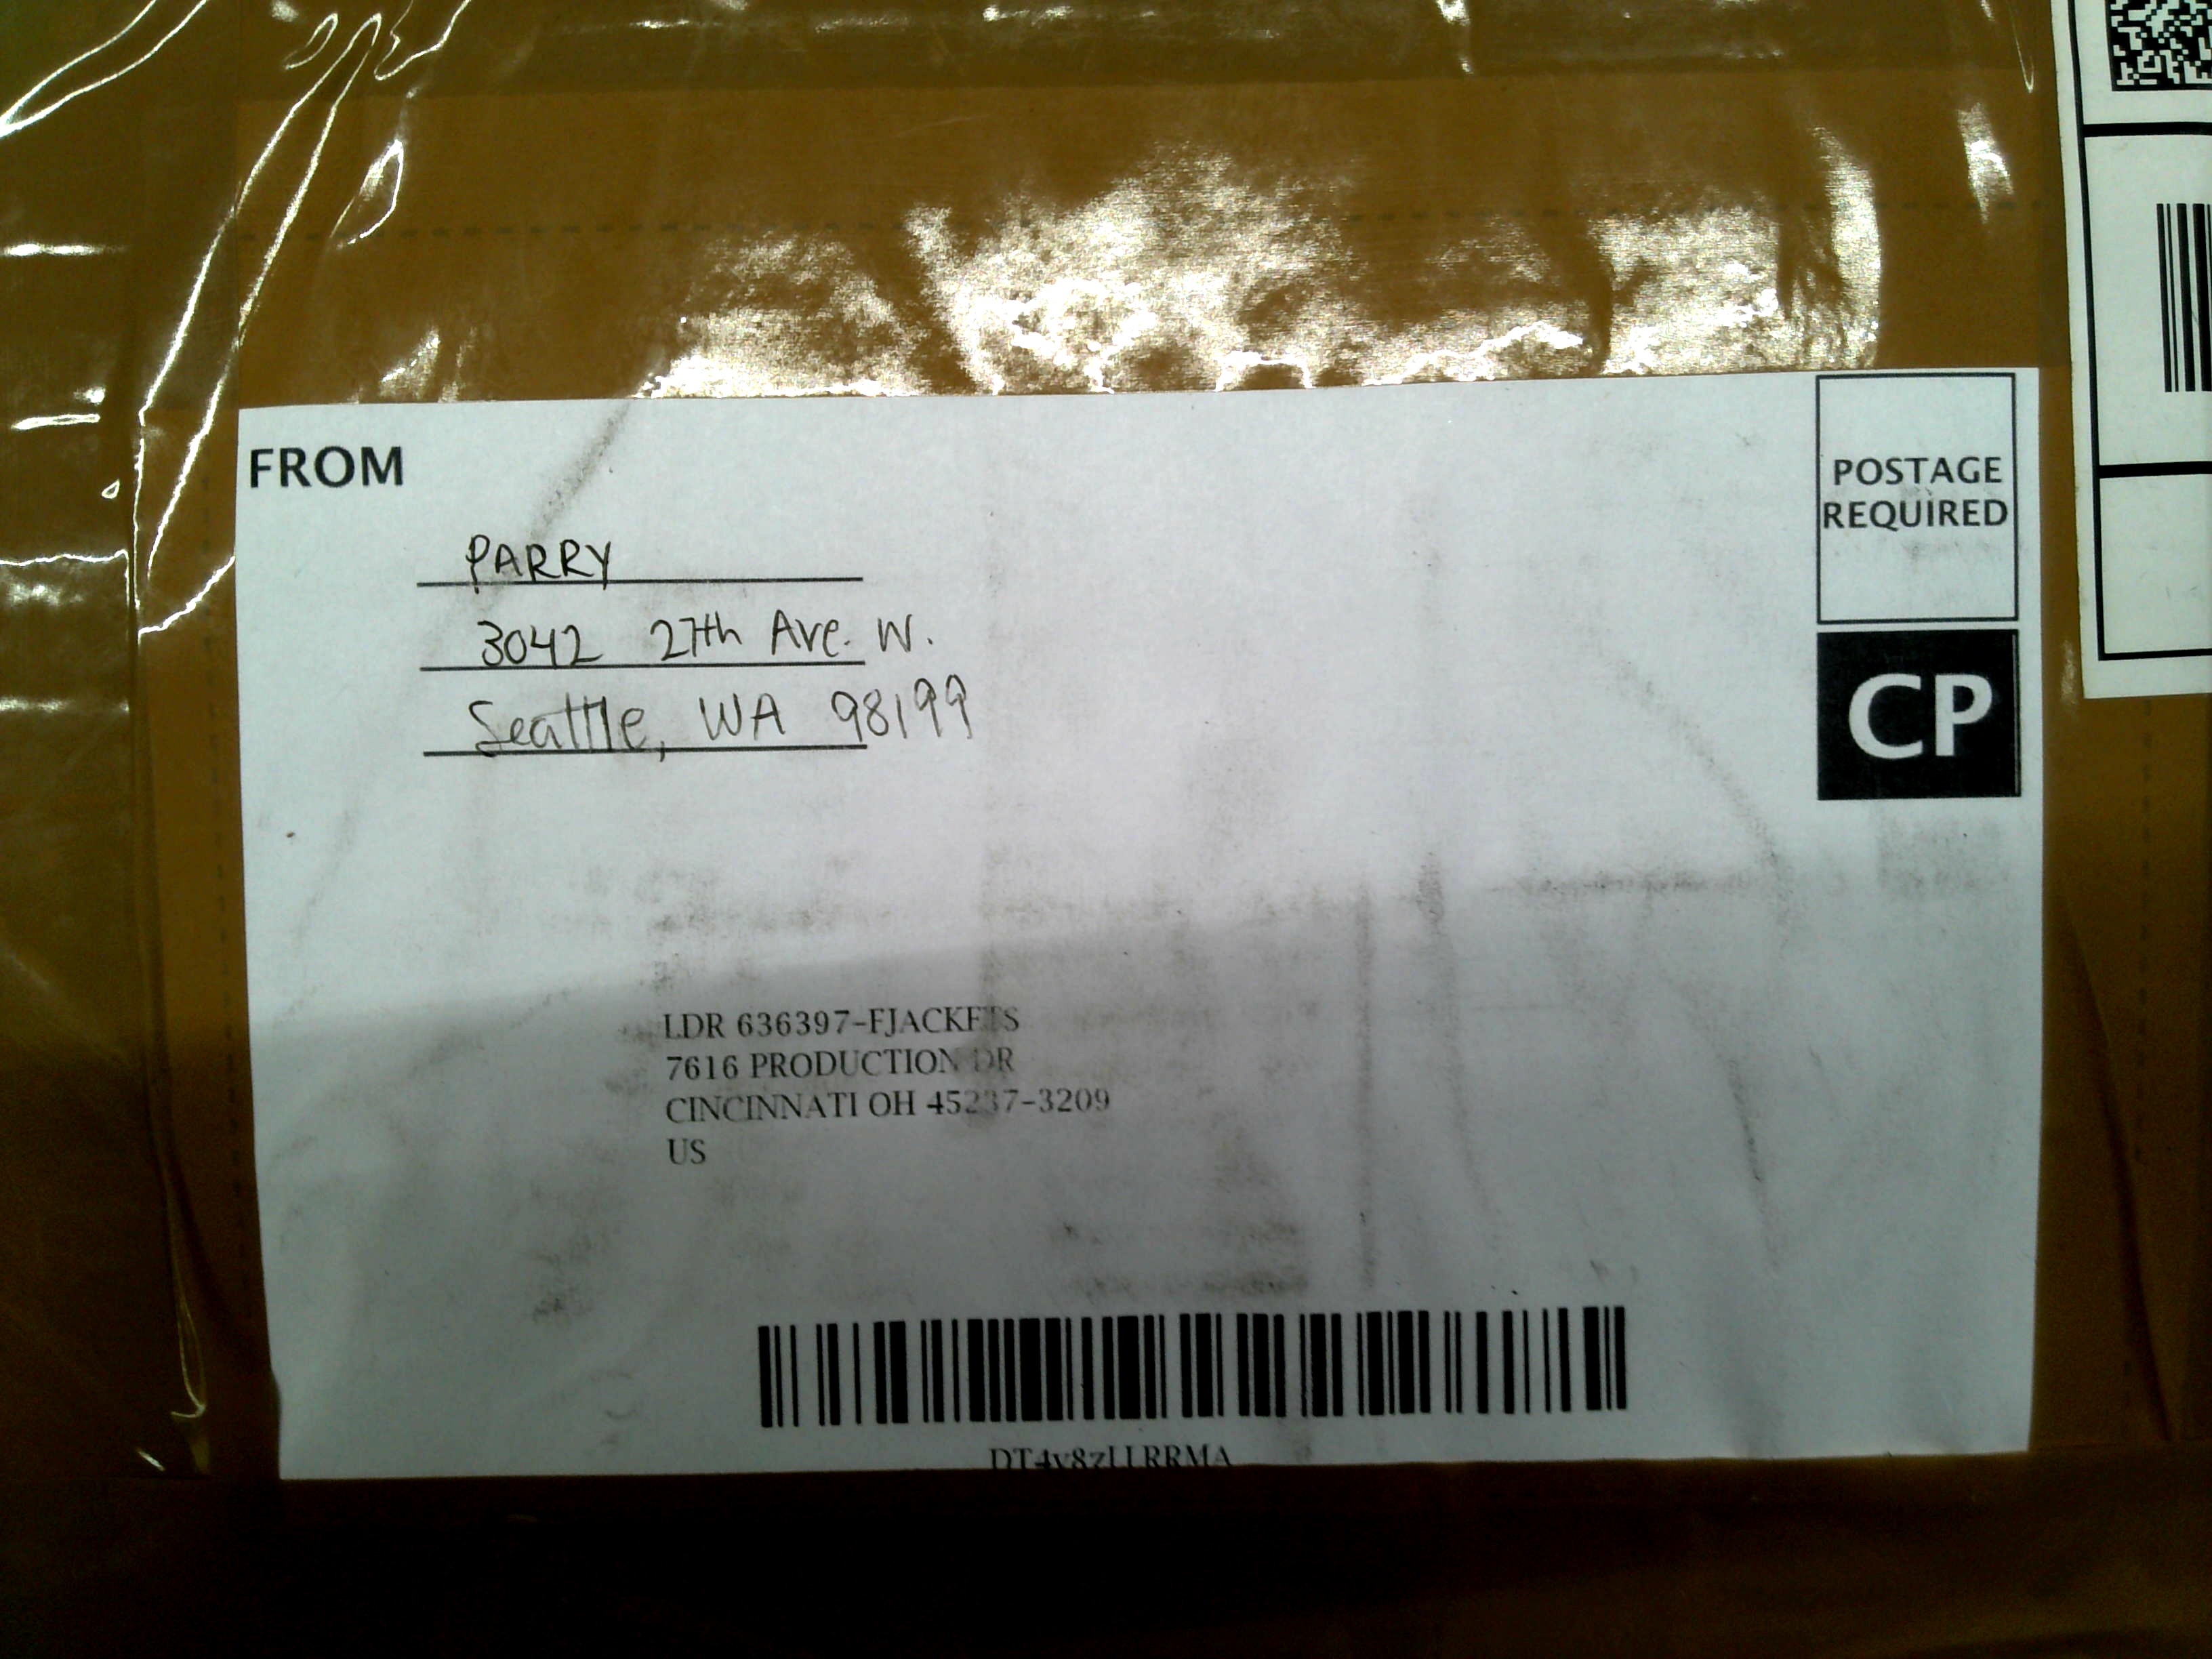 FROM
POSTAGE
REQUIRED
CP
PARRY
3042 27th Ave. W.
Seattle, WA 98199
LDR 636397-FJACKETS
7616 PRODUCTION DR
CINCINNATI OH 45237-3209
US